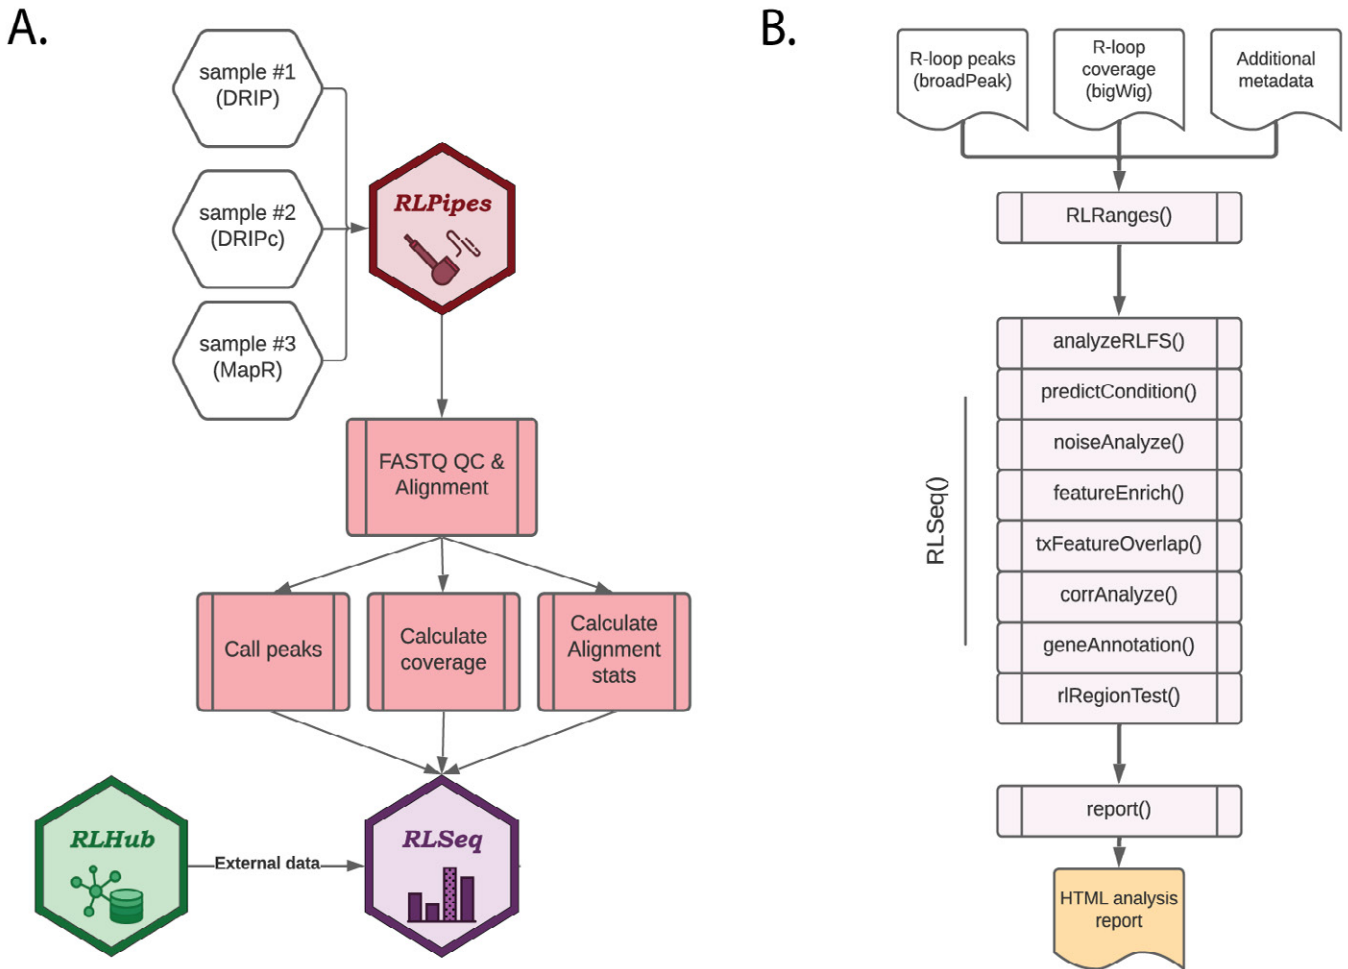 A.
sample #1
(DRIP)
sample #2
(DRIPc)
sample #3
(MapR)
RLPipes
FASTQ QC &
Alignment
Call peaks
Calculate
coverage
Calculate
Alignment
stats
RLHub
External data
RLSeq
B.
R-loop peaks
(broadPeak)
R-loop
coverage
(bigWig)
Additional
metadata
RLRanges()
RLSeq()
analyzeRLFS()
predictCondition()
noiseAnalyze()
featureEnrich()
txFeatureOverlap()
corrAnalyze()
geneAnnotation()
rlRegionTest()
report()
HTML analysis
report